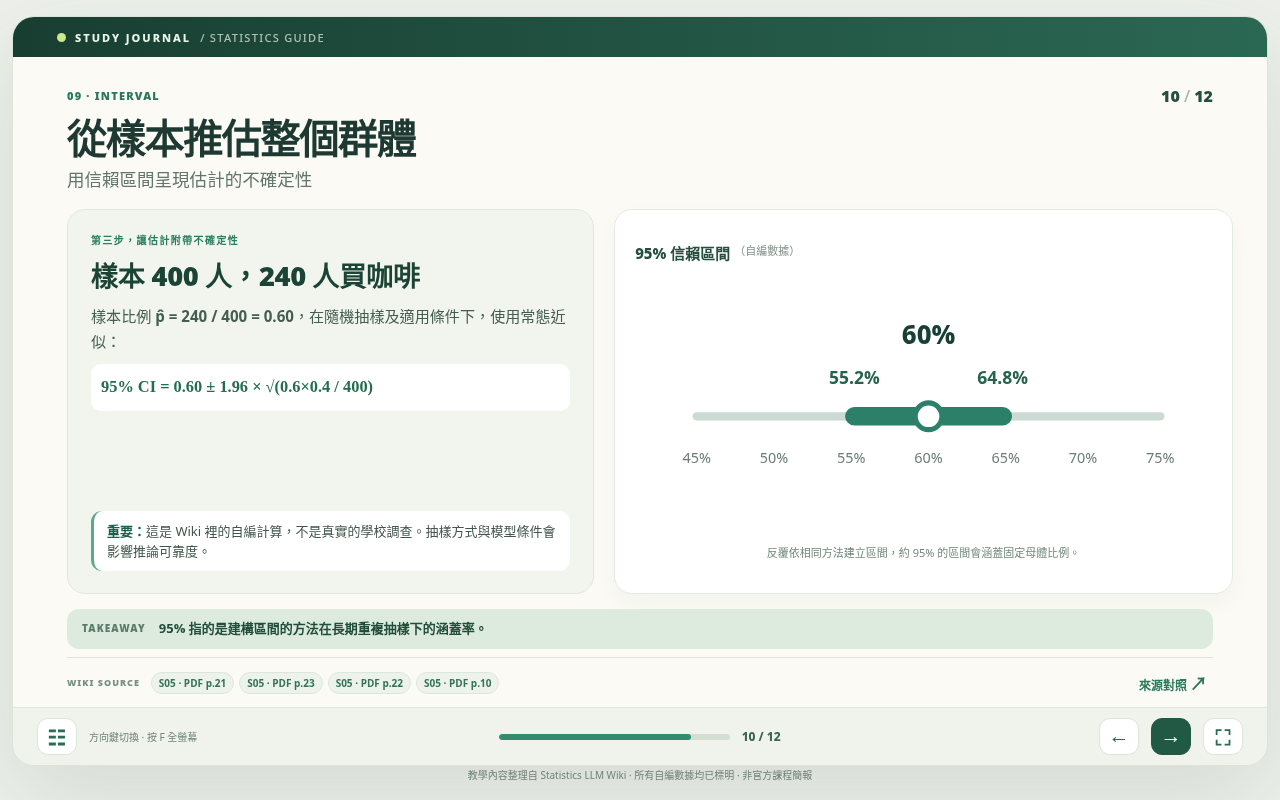 STUDY JOURNAL / STATISTICS GUIDE
09 · INTERVAL
10 / 12
從樣本推估整個群體
用信賴區間呈現估計的不確定性
第三步，讓估計附帶不確定性
樣本 400 人，240 人買咖啡
樣本比例 p̂ = 240 / 400 = 0.60，在隨機抽樣及適用條件下，使用常態近
似：
95% CI = 0.60 ± 1.96 × √(0.6×0.4 / 400)
重要：這是 Wiki 裡的自編計算，不是真實的學校調查。抽樣方式與模型條件會
影響推論可靠度。
95% 信賴區間 （自編數據）
60%
55.2% 64.8%
45% 50% 55% 60% 65% 70% 75%
反覆依相同方法建立區間，約 95% 的區間會涵蓋固定母體比例。
TAKEAWAY 95% 指的是建構區間的方法在長期重複抽樣下的涵蓋率。
WIKI SOURCE S05 · PDF p.21 S05 · PDF p.23 S05 · PDF p.22 S05 · PDF p.10
來源對照 ↗
方向鍵切換 · 按 F 全螢幕
10 / 12
← →
教學內容整理自 Statistics LLM Wiki · 所有自編數據均已標明 · 非官方課程簡報